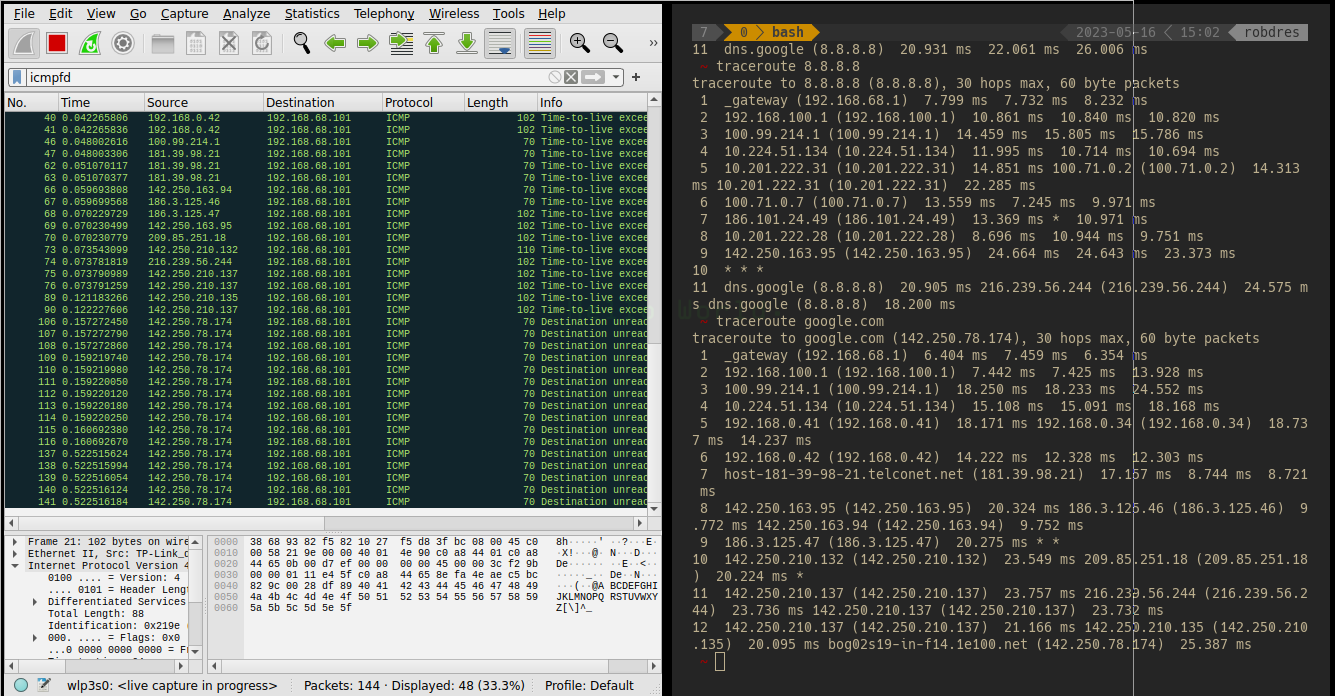 File Edit View Go Capture Analyze Statistics Telephony Wireless Tools Help
icmpfd
No. Time Source Destination Protocol Length Info
40 0.042265806 192.168.0.42 192.168.68.101 ICMP 102 Time-to-live excee
41 0.042265836 192.168.0.42 192.168.68.101 ICMP 102 Time-to-live excee
46 0.048002616 100.99.214.1 192.168.68.101 ICMP 70 Time-to-live excee
47 0.048003306 181.39.98.21 192.168.68.101 ICMP 70 Time-to-live excee
62 0.051070117 181.39.98.21 192.168.68.101 ICMP 70 Time-to-live excee
63 0.051070377 181.39.98.21 192.168.68.101 ICMP 70 Time-to-live excee
66 0.059693808 142.250.163.94 192.168.68.101 ICMP 70 Time-to-live excee
67 0.059699568 186.3.125.46 192.168.68.101 ICMP 102 Time-to-live excee
68 0.070229729 186.3.125.47 192.168.68.101 ICMP 102 Time-to-live excee
69 0.070230499 142.250.163.95 192.168.68.101 ICMP 102 Time-to-live excee
70 0.070230779 209.85.251.18 192.168.68.101 ICMP 102 Time-to-live excee
73 0.073543099 142.250.210.132 192.168.68.101 ICMP 110 Time-to-live excee
74 0.073781819 216.239.56.244 192.168.68.101 ICMP 102 Time-to-live excee
75 0.073790989 142.250.210.137 192.168.68.101 ICMP 102 Time-to-live excee
76 0.073791259 142.250.210.137 192.168.68.101 ICMP 102 Time-to-live excee
89 0.121183266 142.250.210.135 192.168.68.101 ICMP 102 Time-to-live excee
90 0.122227606 142.250.210.137 192.168.68.101 ICMP 102 Time-to-live excee
106 0.157272450 142.250.78.174 192.168.68.101 ICMP 70 Destination unreac
107 0.157272790 142.250.78.174 192.168.68.101 ICMP 70 Destination unreac
108 0.157272860 142.250.78.174 192.168.68.101 ICMP 70 Destination unreac
109 0.159219740 142.250.78.174 192.168.68.101 ICMP 70 Destination unreac
110 0.159219980 142.250.78.174 192.168.68.101 ICMP 70 Destination unreac
111 0.159220050 142.250.78.174 192.168.68.101 ICMP 70 Destination unreac
112 0.159220120 142.250.78.174 192.168.68.101 ICMP 70 Destination unreac
113 0.159220180 142.250.78.174 192.168.68.101 ICMP 70 Destination unreac
114 0.159220250 142.250.78.174 192.168.68.101 ICMP 70 Destination unreac
115 0.160692380 142.250.78.174 192.168.68.101 ICMP 70 Destination unreac
116 0.160692670 142.250.78.174 192.168.68.101 ICMP 70 Destination unreac
137 0.522515624 142.250.78.174 192.168.68.101 ICMP 70 Destination unreac
138 0.522515994 142.250.78.174 192.168.68.101 ICMP 70 Destination unreac
139 0.522516054 142.250.78.174 192.168.68.101 ICMP 70 Destination unreac
140 0.522516124 142.250.78.174 192.168.68.101 ICMP 70 Destination unreac
141 0.522516184 142.250.78.174 192.168.68.101 ICMP 70 Destination unreac
Frame 21: 102 bytes on wire
Ethernet II, Src: TP-Link_d
Internet Protocol Version 4
0100 .... = Version: 4
.... 0101 = Header Lengt
Differentiated Services
Total Length: 88
Identification: 0x219e
000. .... = Flags: 0x0
...0 0000 0000 0000 = Fr
0000 38 68 93 82 f5 82 10 27 f5 d5 3f bc 08 00 45 c0 8h·····' ··?···E·
0010 00 58 21 9e 00 00 40 01 4e 90 c0 a8 44 01 c0 a8 ·X!···@· N···D···
0020 44 65 0b 00 d7 ef 00 00 00 00 45 00 00 3c f2 9b De······ ··E··<··
0030 00 00 01 11 e4 5f c0 a8 44 65 8e fa 4e ae c5 bc ·····_·· De··N···
0040 82 9c 00 28 df 89 40 41 42 43 44 45 46 47 48 49 ···(··@A BCDEFGHI
0050 4a 4b 4c 4d 4e 4f 50 51 52 53 54 55 56 57 58 59 JKLMNOPQ RSTUVWXY
0060 5a 5b 5c 5d 5e 5f Z[\]^_
wlp3s0: <live capture in progress> Packets: 144 · Displayed: 48 (33.3%) Profile: Default
7 0 bash 2023-05-16 15:02 robdres
11 dns.google (8.8.8.8) 20.931 ms 22.061 ms 26.006 ms
~ traceroute 8.8.8.8
traceroute to 8.8.8.8 (8.8.8.8), 30 hops max, 60 byte packets
1 _gateway (192.168.68.1) 7.799 ms 7.732 ms 8.232 ms
2 192.168.100.1 (192.168.100.1) 10.861 ms 10.840 ms 10.820 ms
3 100.99.214.1 (100.99.214.1) 14.459 ms 15.805 ms 15.786 ms
4 10.224.51.134 (10.224.51.134) 11.995 ms 10.714 ms 10.694 ms
5 10.201.222.31 (10.201.222.31) 14.851 ms 100.71.0.2 (100.71.0.2) 14.313
ms 10.201.222.31 (10.201.222.31) 22.285 ms
6 100.71.0.7 (100.71.0.7) 13.559 ms 7.245 ms 9.971 ms
7 186.101.24.49 (186.101.24.49) 13.369 ms * 10.971 ms
8 10.201.222.28 (10.201.222.28) 8.696 ms 10.944 ms 9.751 ms
9 142.250.163.95 (142.250.163.95) 24.664 ms 24.643 ms 23.373 ms
10 * * *
11 dns.google (8.8.8.8) 20.905 ms 216.239.56.244 (216.239.56.244) 24.575 m
s dns.google (8.8.8.8) 18.200 ms
~ traceroute google.com
traceroute to google.com (142.250.78.174), 30 hops max, 60 byte packets
1 _gateway (192.168.68.1) 6.404 ms 7.459 ms 6.354 ms
2 192.168.100.1 (192.168.100.1) 7.442 ms 7.425 ms 13.928 ms
3 100.99.214.1 (100.99.214.1) 18.250 ms 18.233 ms 24.552 ms
4 10.224.51.134 (10.224.51.134) 15.108 ms 15.091 ms 18.168 ms
5 192.168.0.41 (192.168.0.41) 18.171 ms 192.168.0.34 (192.168.0.34) 18.73
7 ms 14.237 ms
6 192.168.0.42 (192.168.0.42) 14.222 ms 12.328 ms 12.303 ms
7 host-181-39-98-21.telconet.net (181.39.98.21) 17.157 ms 8.744 ms 8.721
ms
8 142.250.163.95 (142.250.163.95) 20.324 ms 186.3.125.46 (186.3.125.46) 9
.772 ms 142.250.163.94 (142.250.163.94) 9.752 ms
9 186.3.125.47 (186.3.125.47) 20.275 ms * *
10 142.250.210.132 (142.250.210.132) 23.549 ms 209.85.251.18 (209.85.251.18
) 20.224 ms *
11 142.250.210.137 (142.250.210.137) 23.757 ms 216.239.56.244 (216.239.56.2
44) 23.736 ms 142.250.210.137 (142.250.210.137) 23.732 ms
12 142.250.210.137 (142.250.210.137) 21.166 ms 142.250.210.135 (142.250.210
.135) 20.095 ms bog02s19-in-f14.1e100.net (142.250.78.174) 25.387 ms
~